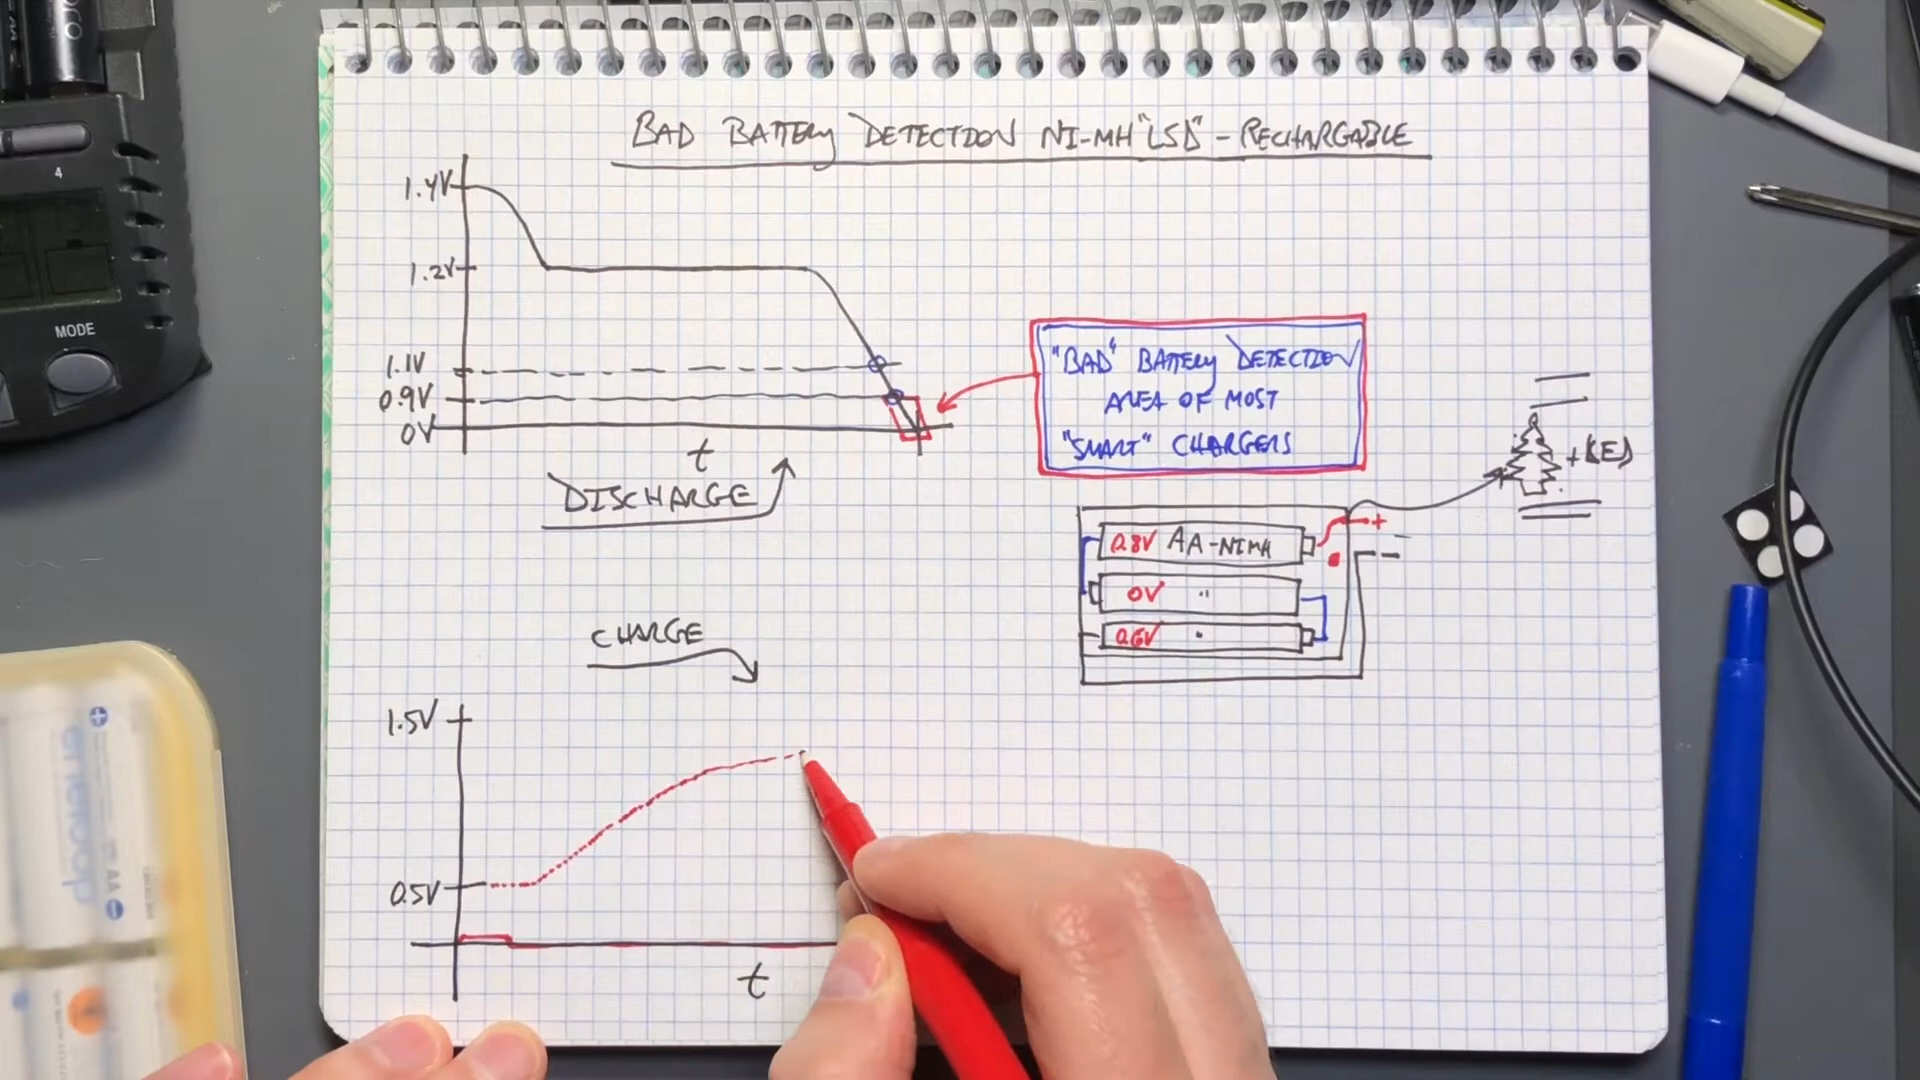 BAD BATTERY DETECTION NI-MH "LSD" - RECHARGABLE
1.4V
1.2V
1.1V
0.9V
0V
t
DISCHARGE
"BAD" BATTERY DETECTION
AREA OF MOST
"SMART" CHARGERS
+
-
0.8V AA-NIMH
0V "
0.6V "
CHARGE
1.5V
0.5V
t
4
MODE
eneloop
AA